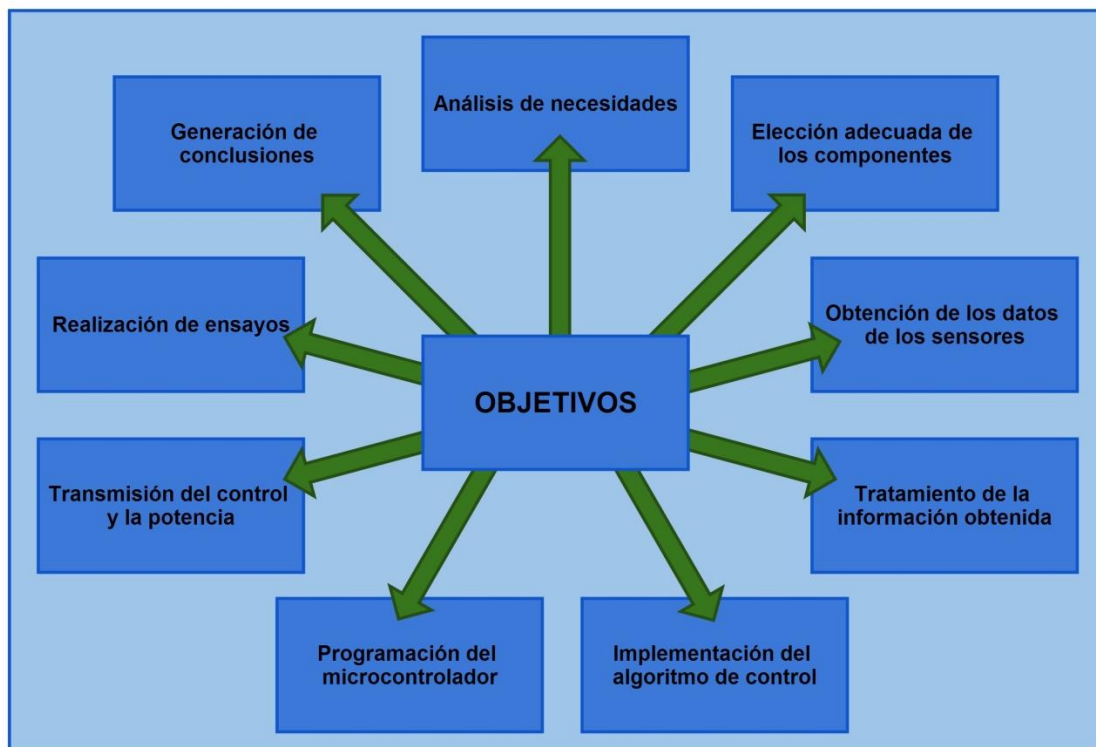 Análisis de necesidades
Elección adecuada de
los componentes
Obtención de los datos
de los sensores
Tratamiento de la
información obtenida
Implementación del
algoritmo de control
Programación del
microcontrolador
Transmisión del control
y la potencia
Realización de ensayos
Generación de
conclusiones
OBJETIVOS